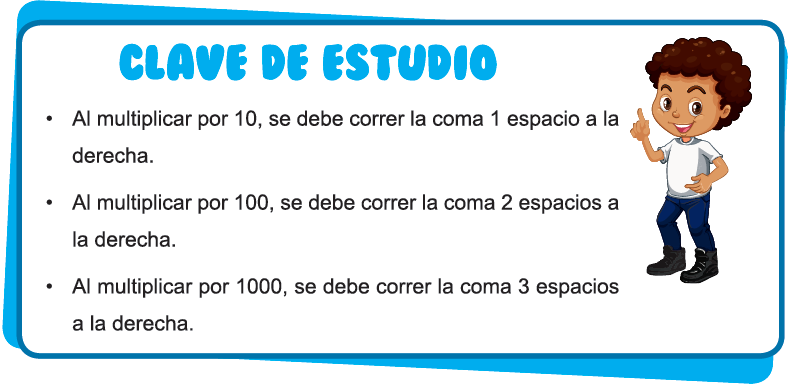 CLAVE DE ESTUDIO
• Al multiplicar por 10, se debe correr la coma 1 espacio a la
derecha.
• Al multiplicar por 100, se debe correr la coma 2 espacios a
la derecha.
• Al multiplicar por 1000, se debe correr la coma 3 espacios
a la derecha.